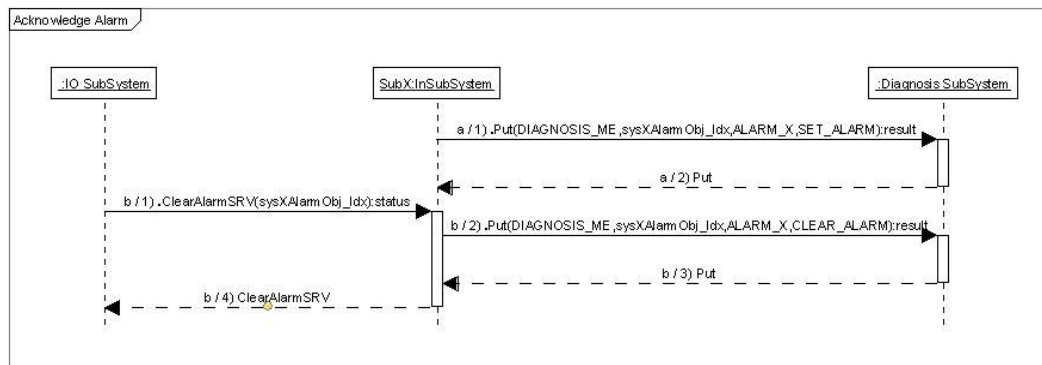 Acknowledge Alarm
:IO SubSystem
SubX:InSubSystem
:Diagnosis SubSystem
a / 1) .Put(DIAGNOSIS_ME,sysXAlarmObj_Idx,ALARM_X,SET_ALARM):result
a / 2) Put
b / 1) .ClearAlarmSRV(sysXAlarmObj_Idx):status
b / 2) .Put(DIAGNOSIS_ME,sysXAlarmObj_Idx,ALARM_X,CLEAR_ALARM):result
b / 3) Put
b / 4) ClearAlarmSRV